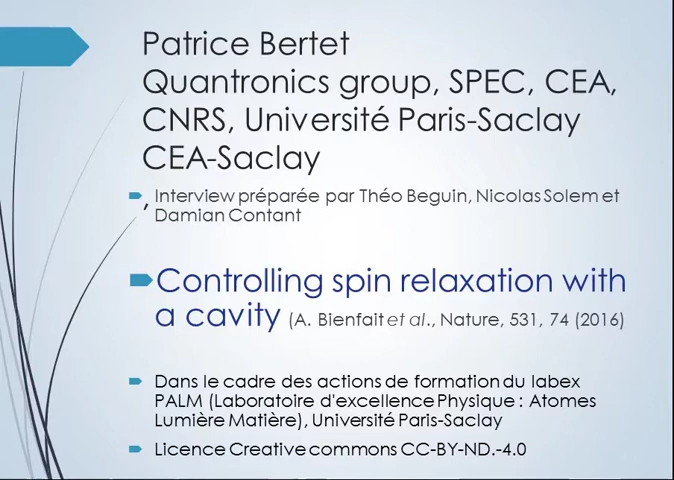 Patrice Bertet
Quantronics group, SPEC, CEA,
CNRS, Université Paris-Saclay
CEA-Saclay
, Interview préparée par Théo Beguin, Nicolas Solem et
Damian Contant
Controlling spin relaxation with
a cavity (A. Bienfait et al., Nature, 531, 74 (2016)
Dans le cadre des actions de formation du labex
PALM (Laboratoire d'excellence Physique : Atomes
Lumière Matière), Université Paris-Saclay
Licence Creative commons CC-BY-ND.-4.0